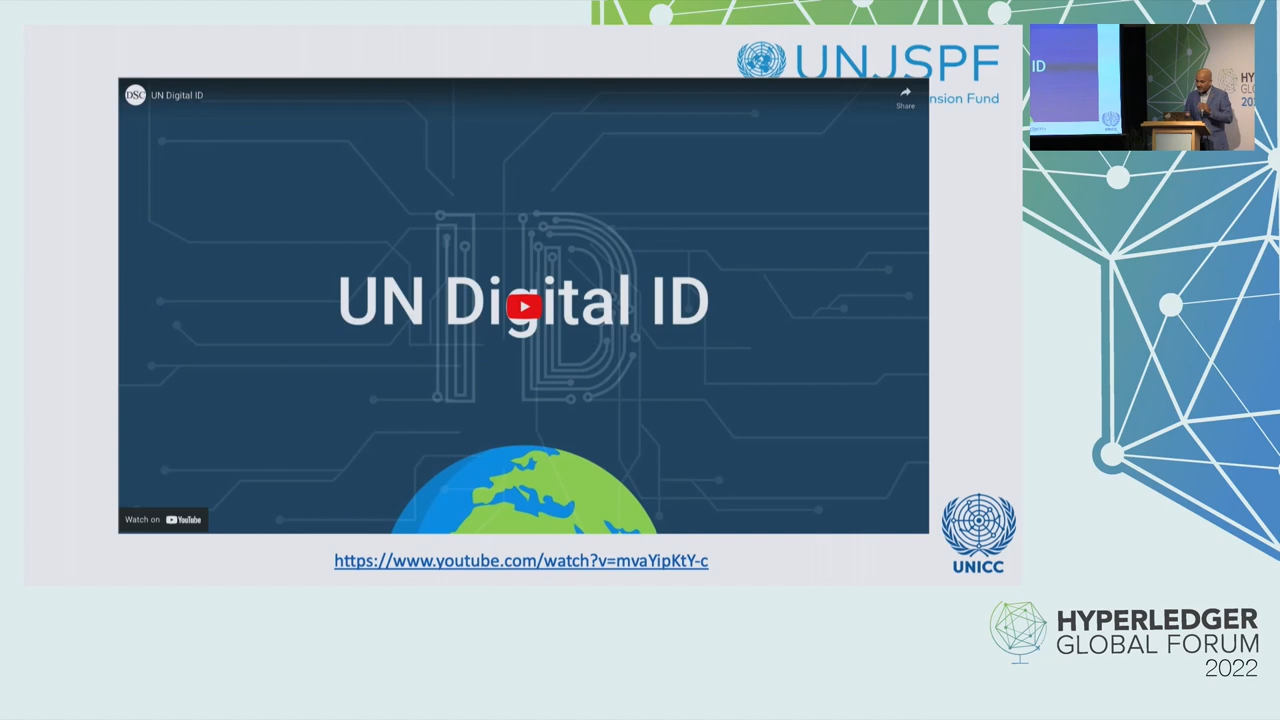 UNJSPF
nsion Fund
DSC
UN Digital ID
Share
UN Digital ID
Watch on YouTube
https://www.youtube.com/watch?v=mvaYipKtY-c
UNICC
ID
HYPERLEDGER
GLOBAL FORUM
2022